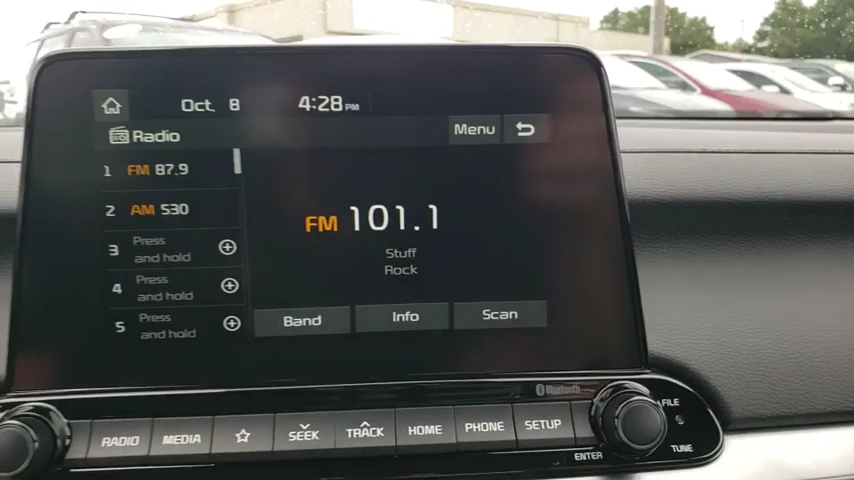 Oct. 8 4:28 PM
Radio Menu
1 FM 87.9
2 AM 530
3 Press and hold
4 Press and hold
5 Press and hold
FM 101.1
Stuff
Rock
Band Info Scan
Bluetooth
RADIO MEDIA SEEK TRACK HOME PHONE SETUP
FILE
TUNE
ENTER